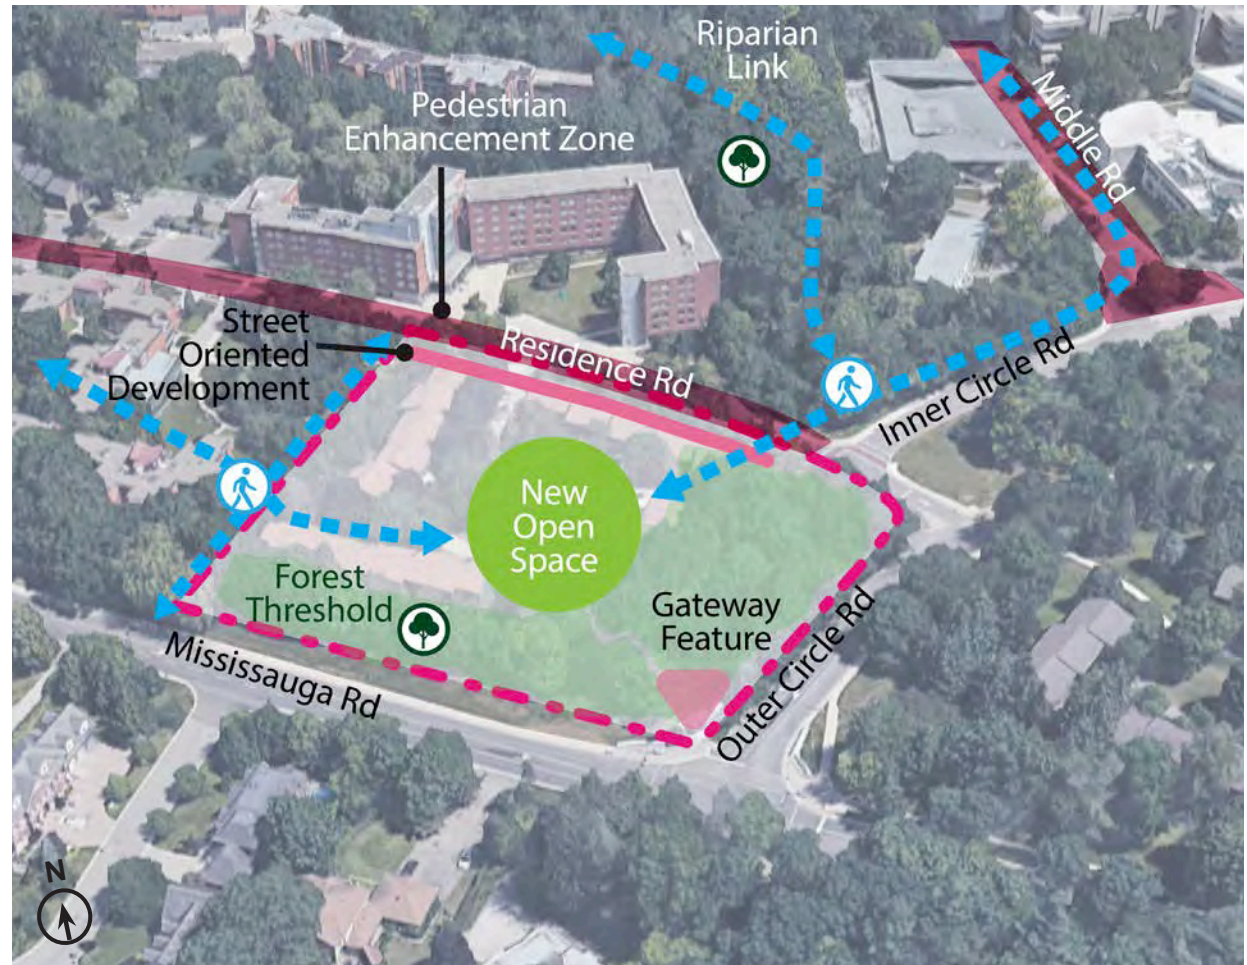 Riparian
Link
Pedestrian
Enhancement Zone
Middle Rd
Street
Oriented
Development
Residence Rd
Inner Circle Rd
New
Open
Space
Forest
Threshold
Gateway
Feature
Mississauga Rd
Outer Circle Rd
N